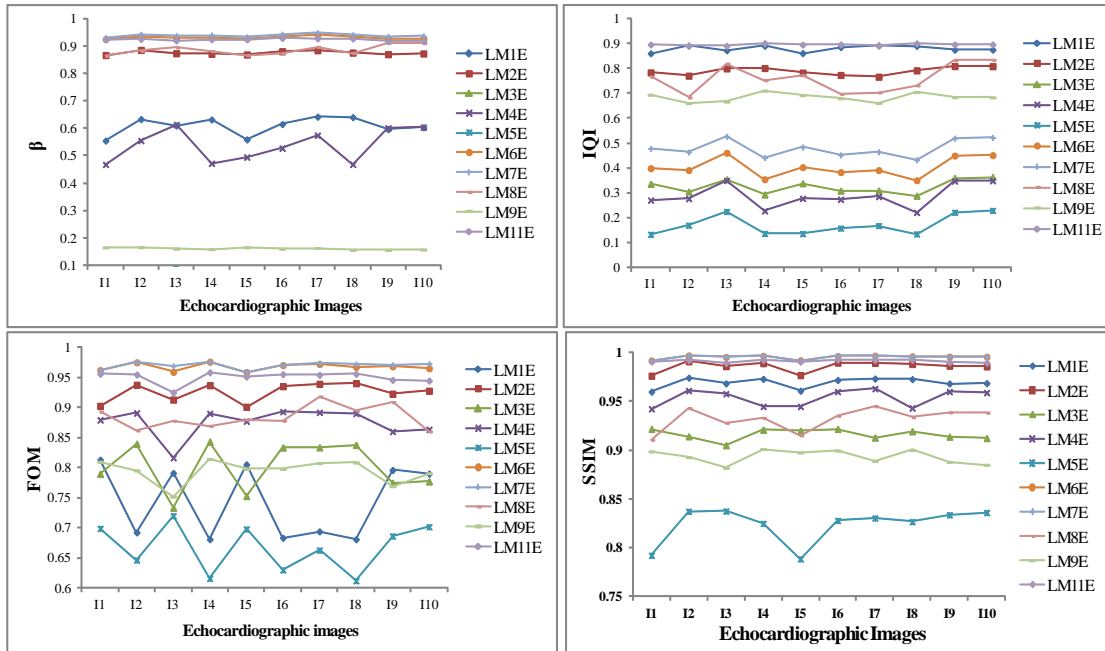 1
0.9
0.8
0.7
0.6
0.5
0.4
0.3
0.2
0.1
β
I1 I2 I3 I4 I5 I6 I7 I8 I9 I10
Echocardiographic Images
LM1E
LM2E
LM3E
LM4E
LM5E
LM6E
LM7E
LM8E
LM9E
LM11E
1
0.9
0.8
0.7
0.6
0.5
0.4
0.3
0.2
0.1
0
IQI
I1 I2 I3 I4 I5 I6 I7 I8 I9 I10
Echocardiographic images
LM1E
LM2E
LM3E
LM4E
LM5E
LM6E
LM7E
LM8E
LM9E
LM11E
1
0.95
0.9
0.85
0.8
0.75
0.7
0.65
0.6
FOM
I1 I2 I3 I4 I5 I6 I7 I8 I9 I10
Echocardiographic images
LM1E
LM2E
LM3E
LM4E
LM5E
LM6E
LM7E
LM8E
LM9E
LM11E
1
0.95
0.9
0.85
0.8
0.75
SSIM
I1 I2 I3 I4 I5 I6 I7 I8 I9 I10
Echocardiographic Images
LM1E
LM2E
LM3E
LM4E
LM5E
LM6E
LM7E
LM8E
LM9E
LM11E